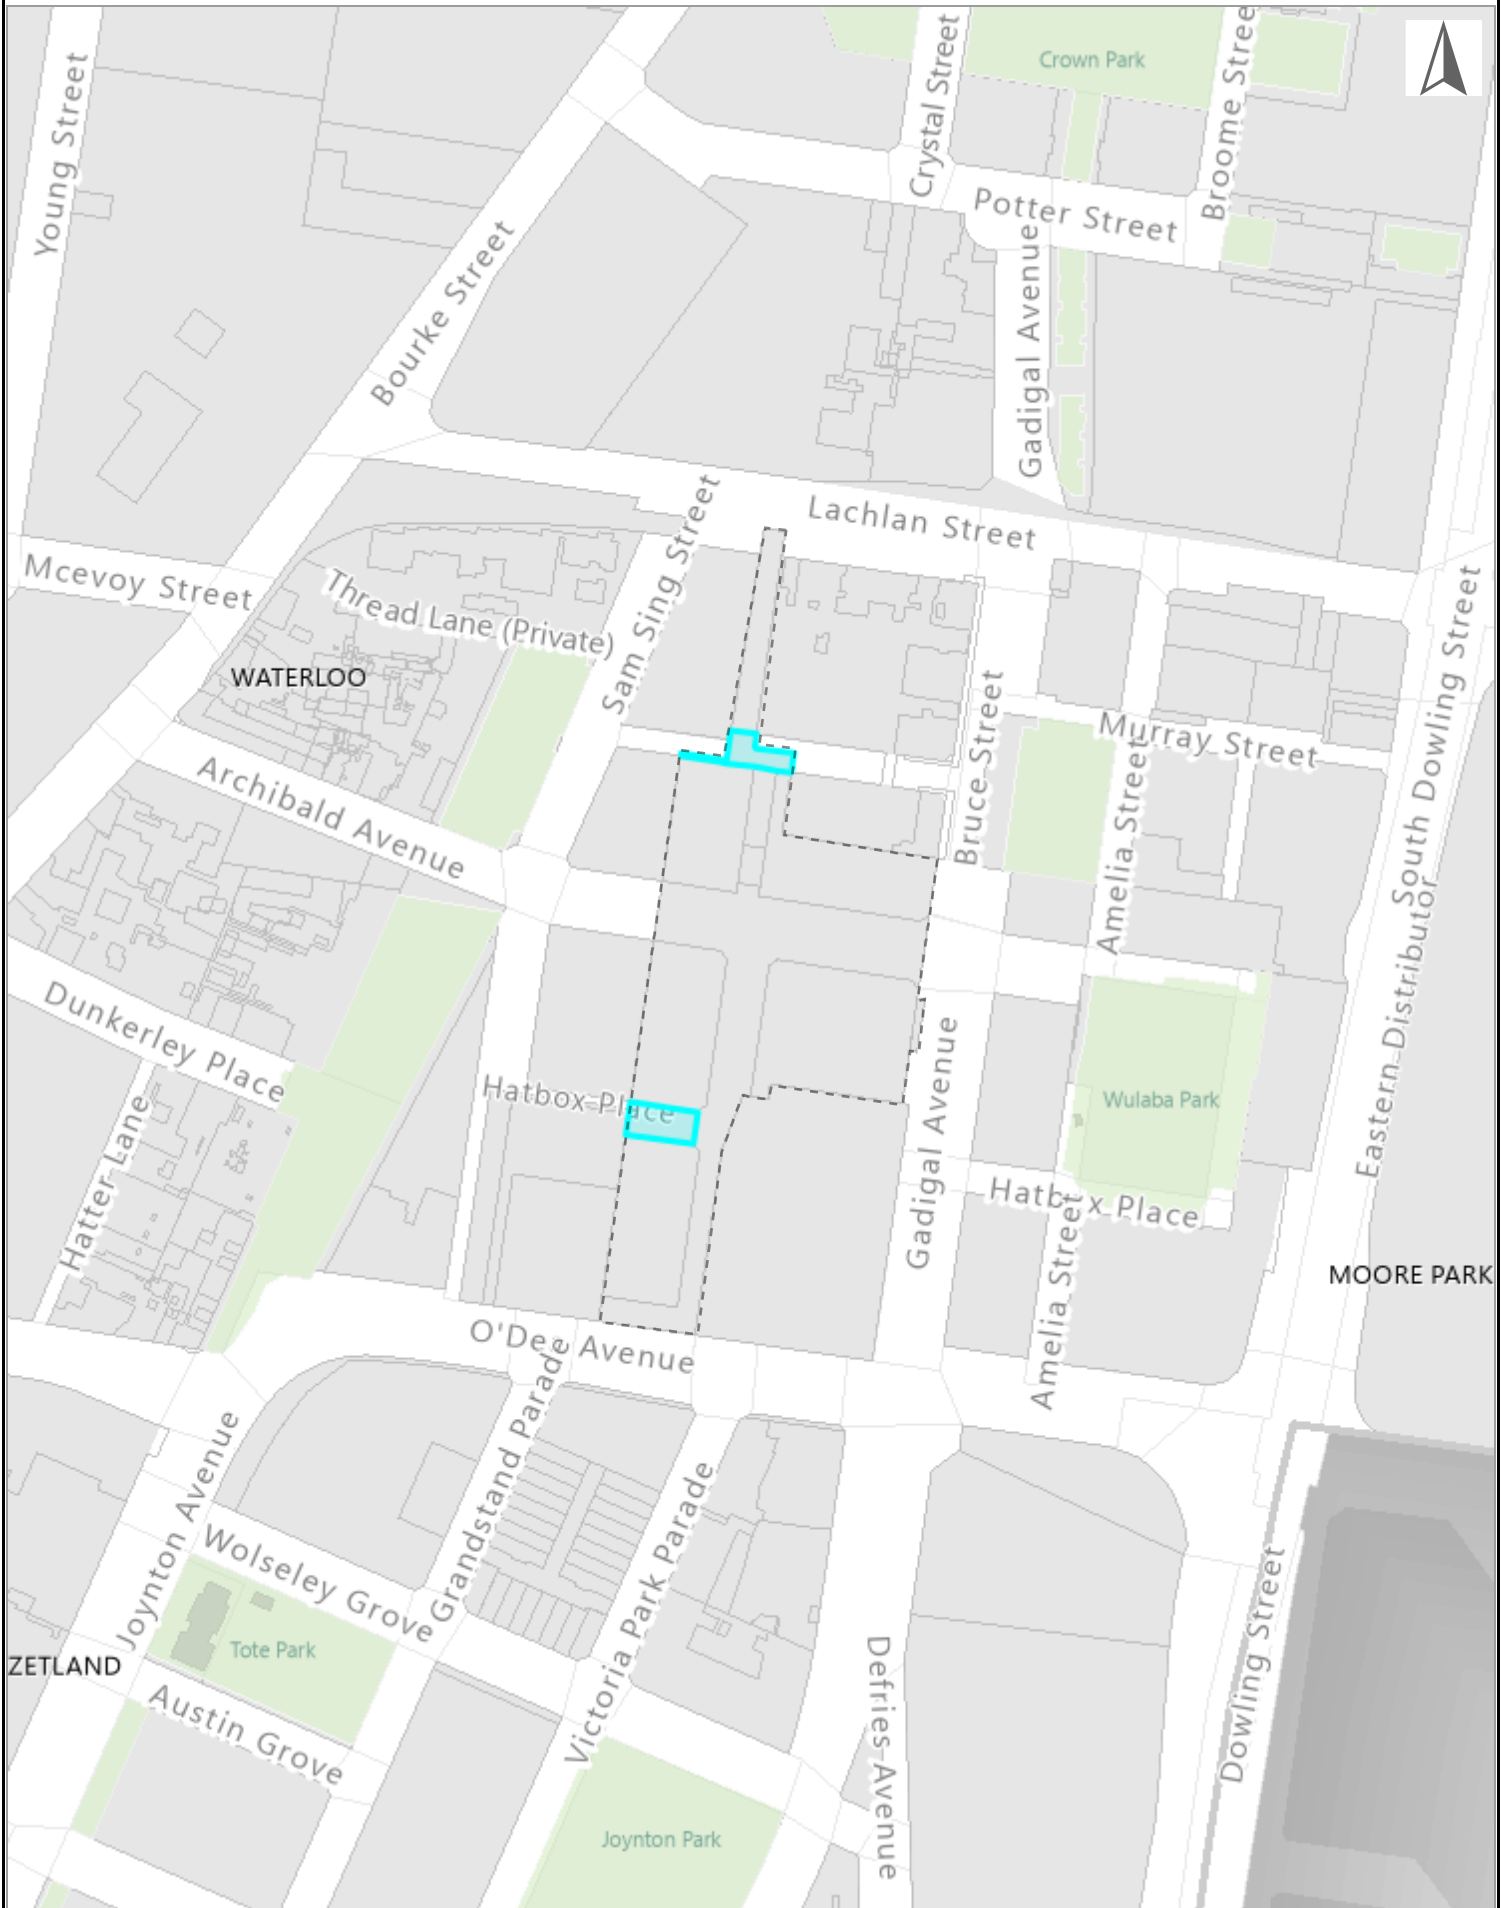 Crown Park
Crystal Street
Broome Stree
Young Street
Potter Street
Bourke Street
Gadigal Avenue
Lachlan Street
Sam Sing Street
Mcevoy Street
Thread Lane (Private)
WATERLOO
South Dowling Street
Bruce Street
Murray Street
Archibald Avenue
Amelia Street
Eastern Distributor
Dunkerley Place
Hatbox Place
Gadigal Avenue
Wulaba Park
Hatter Lane
Hatbox Place
Amelia Street
MOORE PARK
O'Dea Avenue
Grandstand Parade
Joynton Avenue
Victoria Park Parade
Wolseley Grove
Dowling Street
Tote Park
ZETLAND
Defries Avenue
Austin Grove
Joynton Park